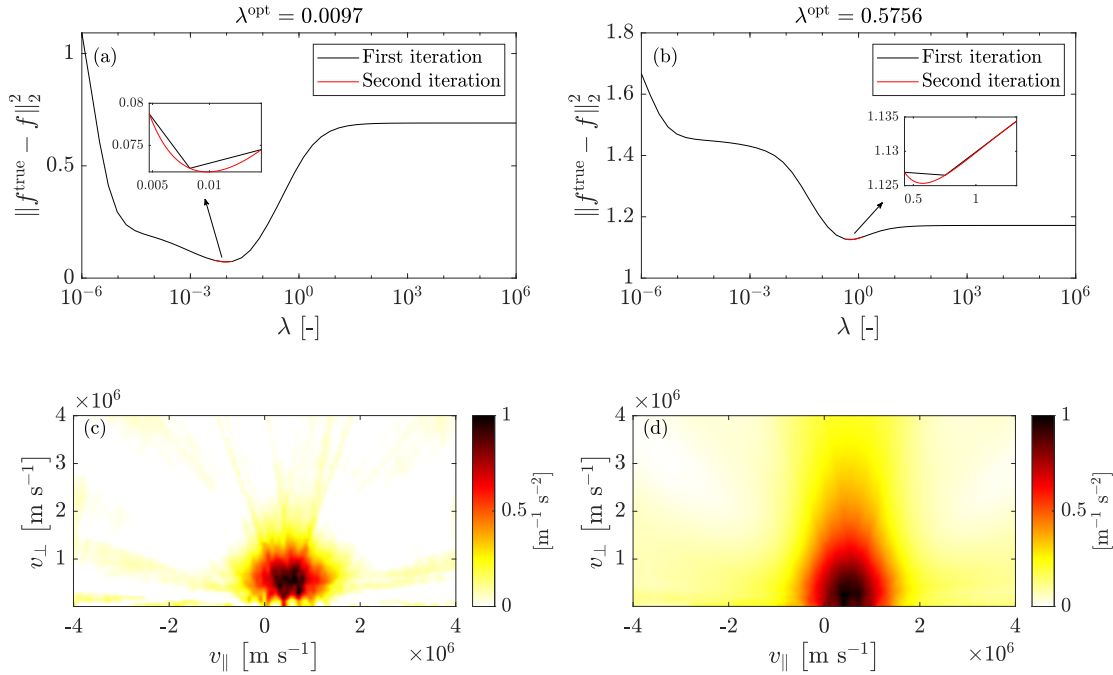 λ^opt = 0.0097
(a)
First iteration
Second iteration
1
0.5
0
‖f^true − f‖₂²
0.08
0.075
0.005
0.01
10^−6
10^−3
10^0
10^3
10^6
λ [-]
λ^opt = 0.5756
(b)
First iteration
Second iteration
1.8
1.6
1.4
1.2
1
‖f^true − f‖₂²
1.135
1.13
1.125
0.5
1
10^−6
10^−3
10^0
10^3
10^6
λ [-]
×10^6
(c)
4
3
2
1
v⊥ [m s^−1]
-4
-2
0
2
4
v∥ [m s^−1]
×10^6
1
0.5
0
[m^−1 s^−2]
×10^6
(d)
4
3
2
1
v⊥ [m s^−1]
-4
-2
0
2
4
v∥ [m s^−1]
×10^6
1
0.5
0
[m^−1 s^−2]